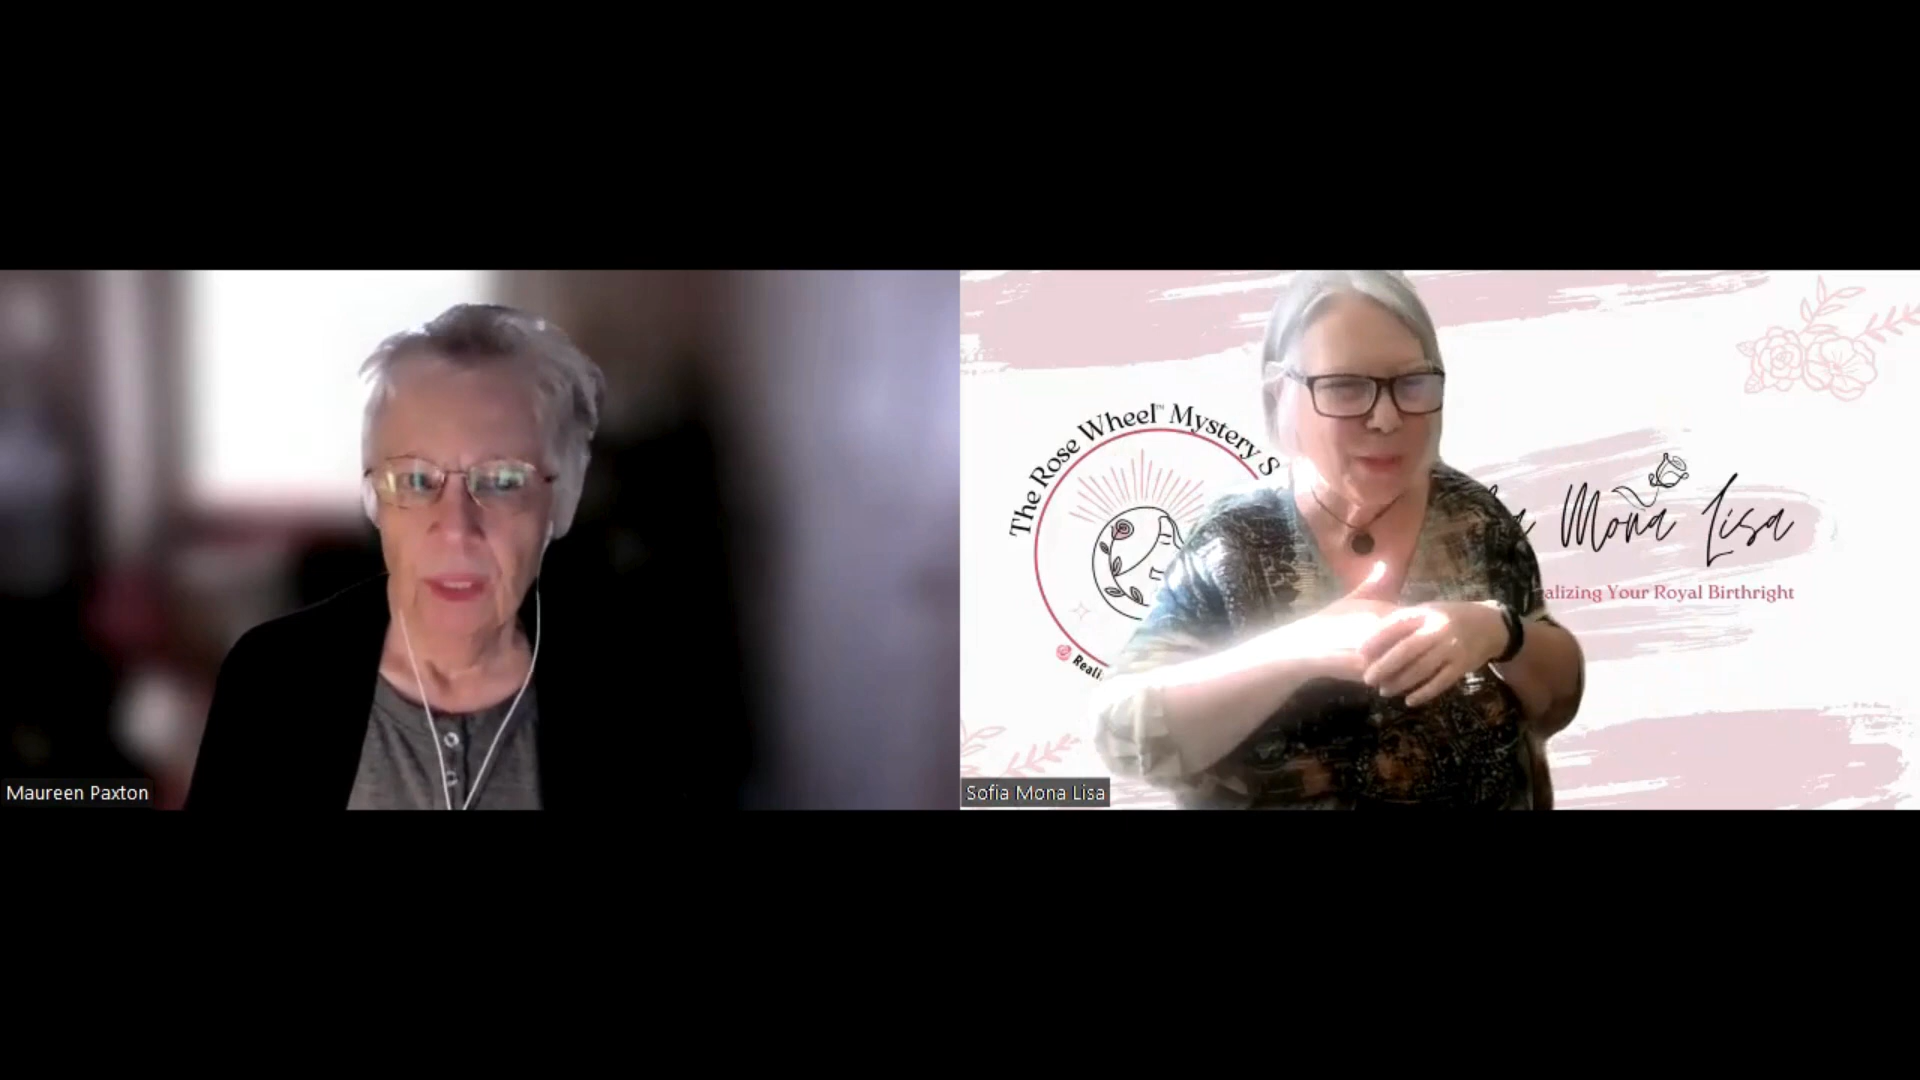 The Rose Wheel™ Mystery S
Mona Lisa
alizing Your Royal Birthright
Reali
Maureen Paxton
Sofia Mona Lisa